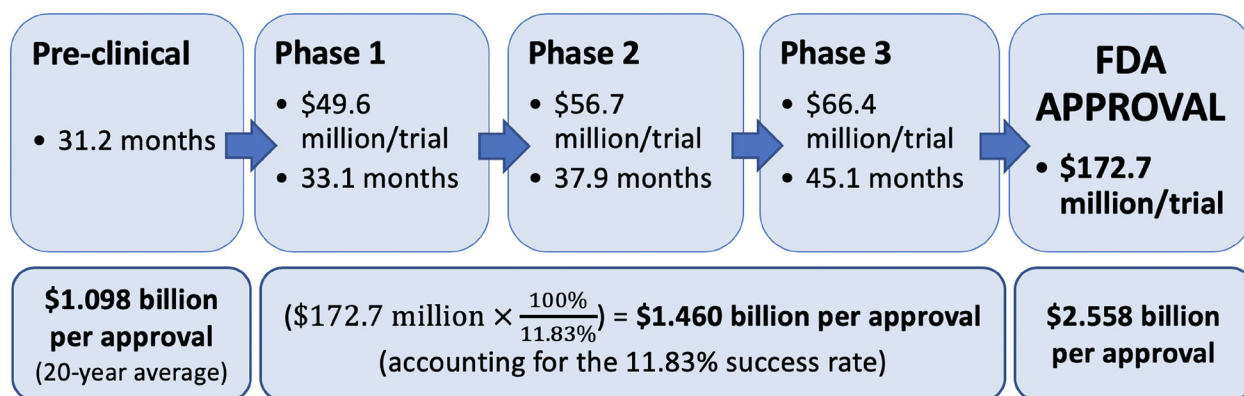 Pre-clinical
• 31.2 months
Phase 1
• $49.6
million/trial
• 33.1 months
Phase 2
• $56.7
million/trial
• 37.9 months
Phase 3
• $66.4
million/trial
• 45.1 months
FDA
APPROVAL
• $172.7
million/trial
$1.098 billion
per approval
(20-year average)
($172.7 million × 100%/11.83%) = $1.460 billion per approval
(accounting for the 11.83% success rate)
$2.558 billion
per approval